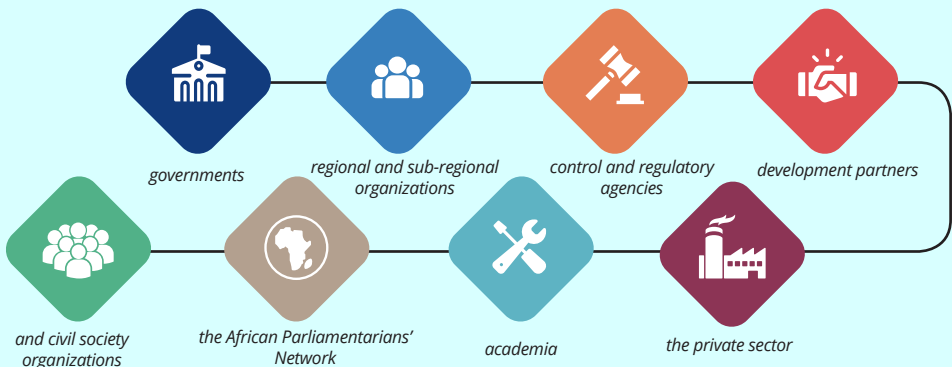 governments
regional and sub-regional
organizations
control and regulatory
agencies
development partners
the private sector
academia
the African Parliamentarians’
Network
and civil society
organizations